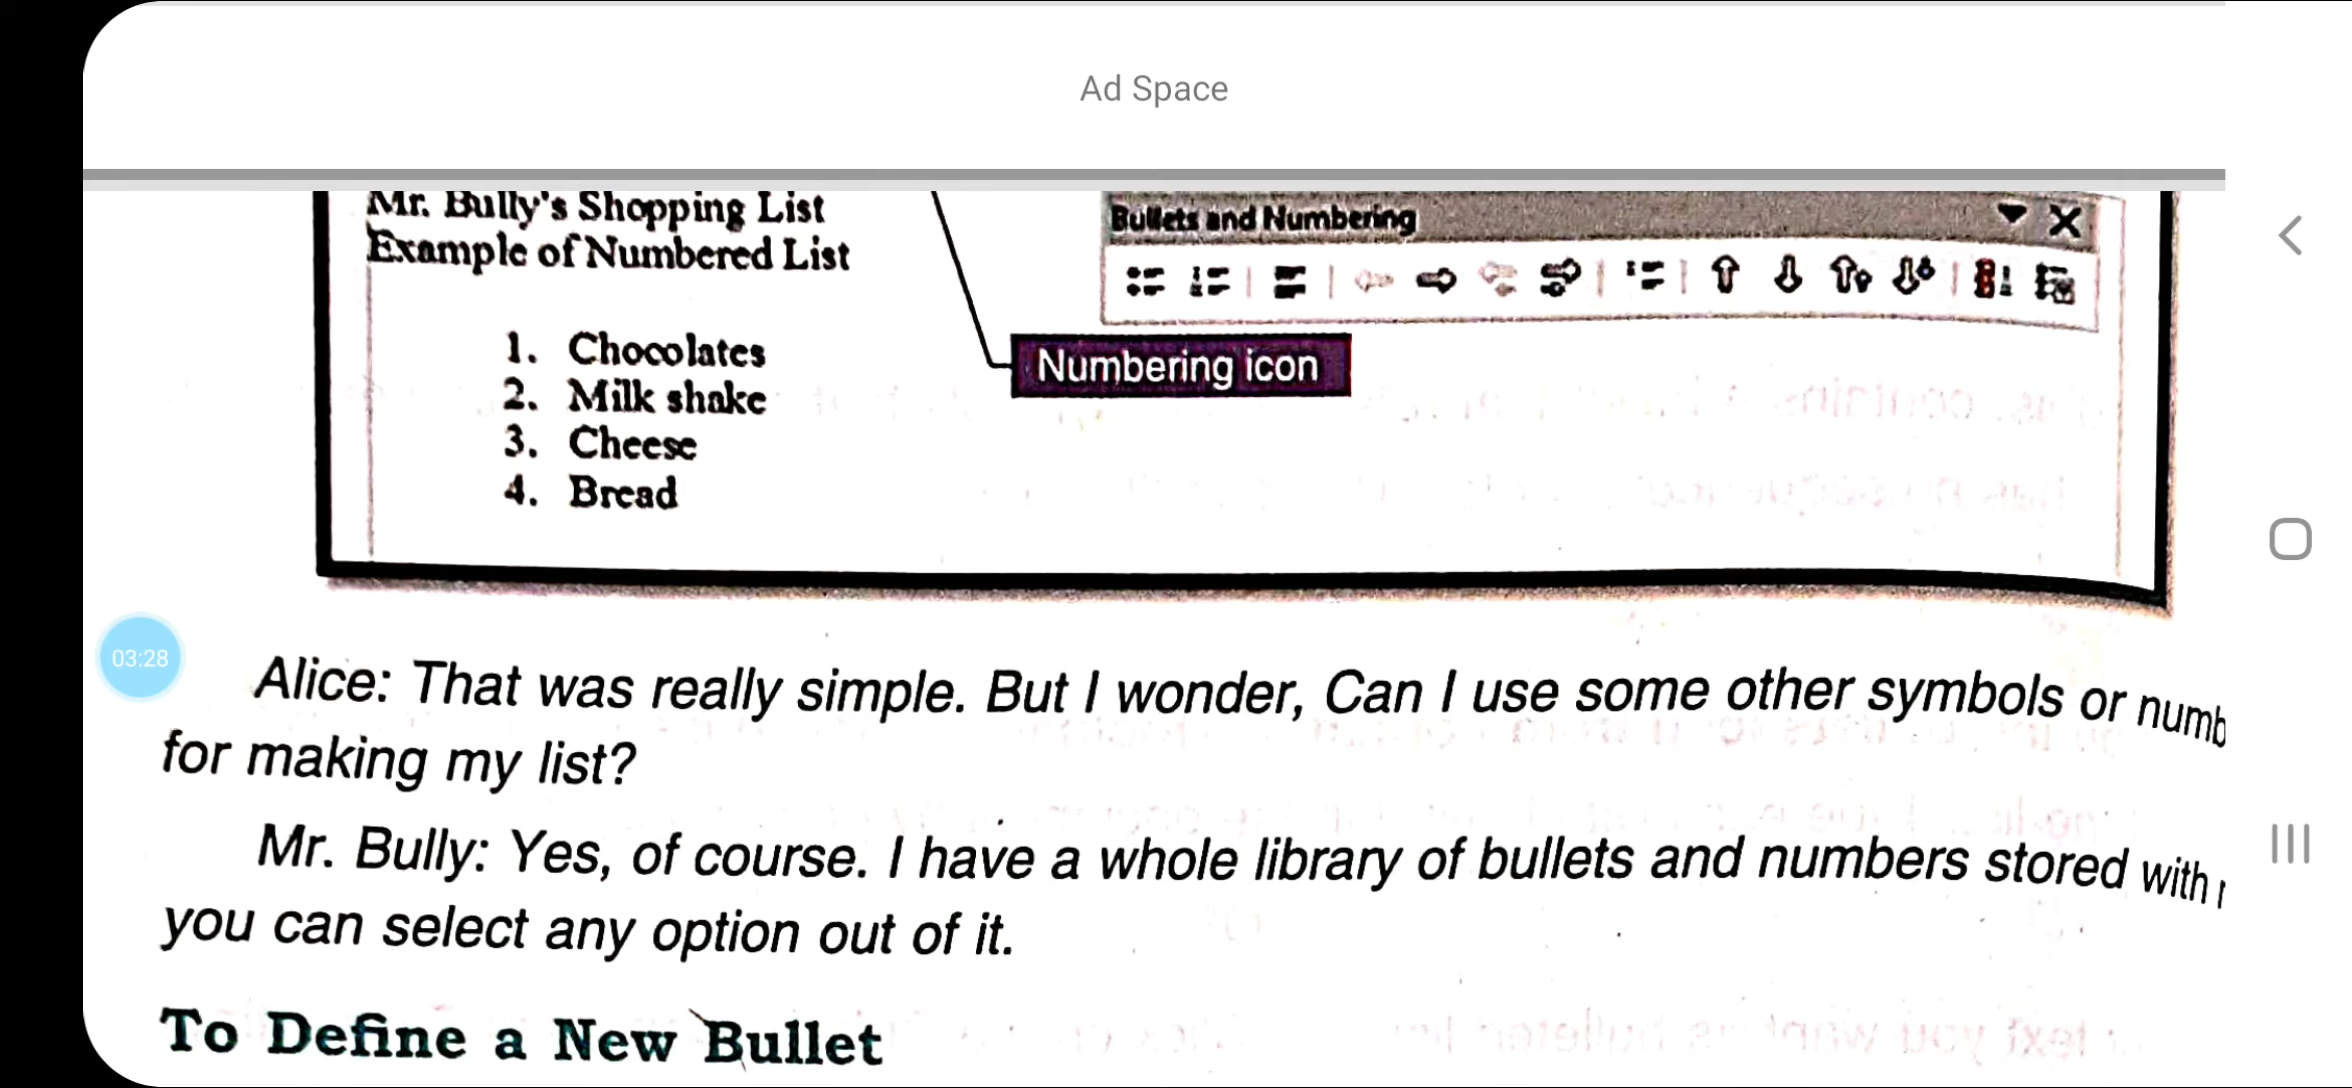 Ad Space
Mr. Bully's Shopping List
Example of Numbered List
Bullets and Numbering
1. Chocolates
2. Milk shake
3. Cheese
4. Bread
Numbering icon
03:28
Alice: That was really simple. But I wonder, Can I use some other symbols or numb
for making my list?
Mr. Bully: Yes, of course. I have a whole library of bullets and numbers stored with
you can select any option out of it.
To Define a New Bullet